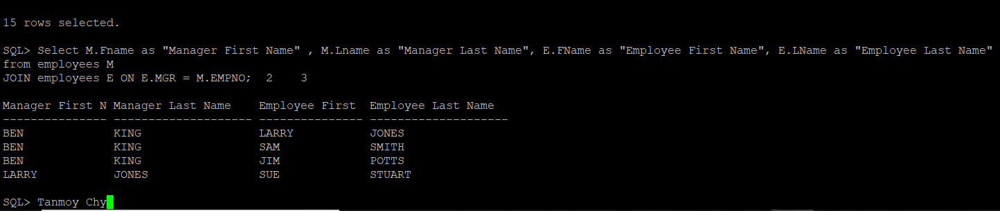 15 rows selected.
SQL> Select M.Fname as "Manager First Name" , M.Lname as "Manager Last Name", E.FName as "Employee First Name", E.LName as "Employee Last Name"
from employees M
JOIN employees E ON E.MGR = M.EMPNO;  2    3
Manager First N Manager Last Name    Employee First  Employee Last Name
--------------- -------------------- --------------- --------------------
BEN             KING                 LARRY           JONES
BEN             KING                 SAM             SMITH
BEN             KING                 JIM             POTTS
LARRY           JONES                SUE             STUART
SQL> Tanmoy Chy